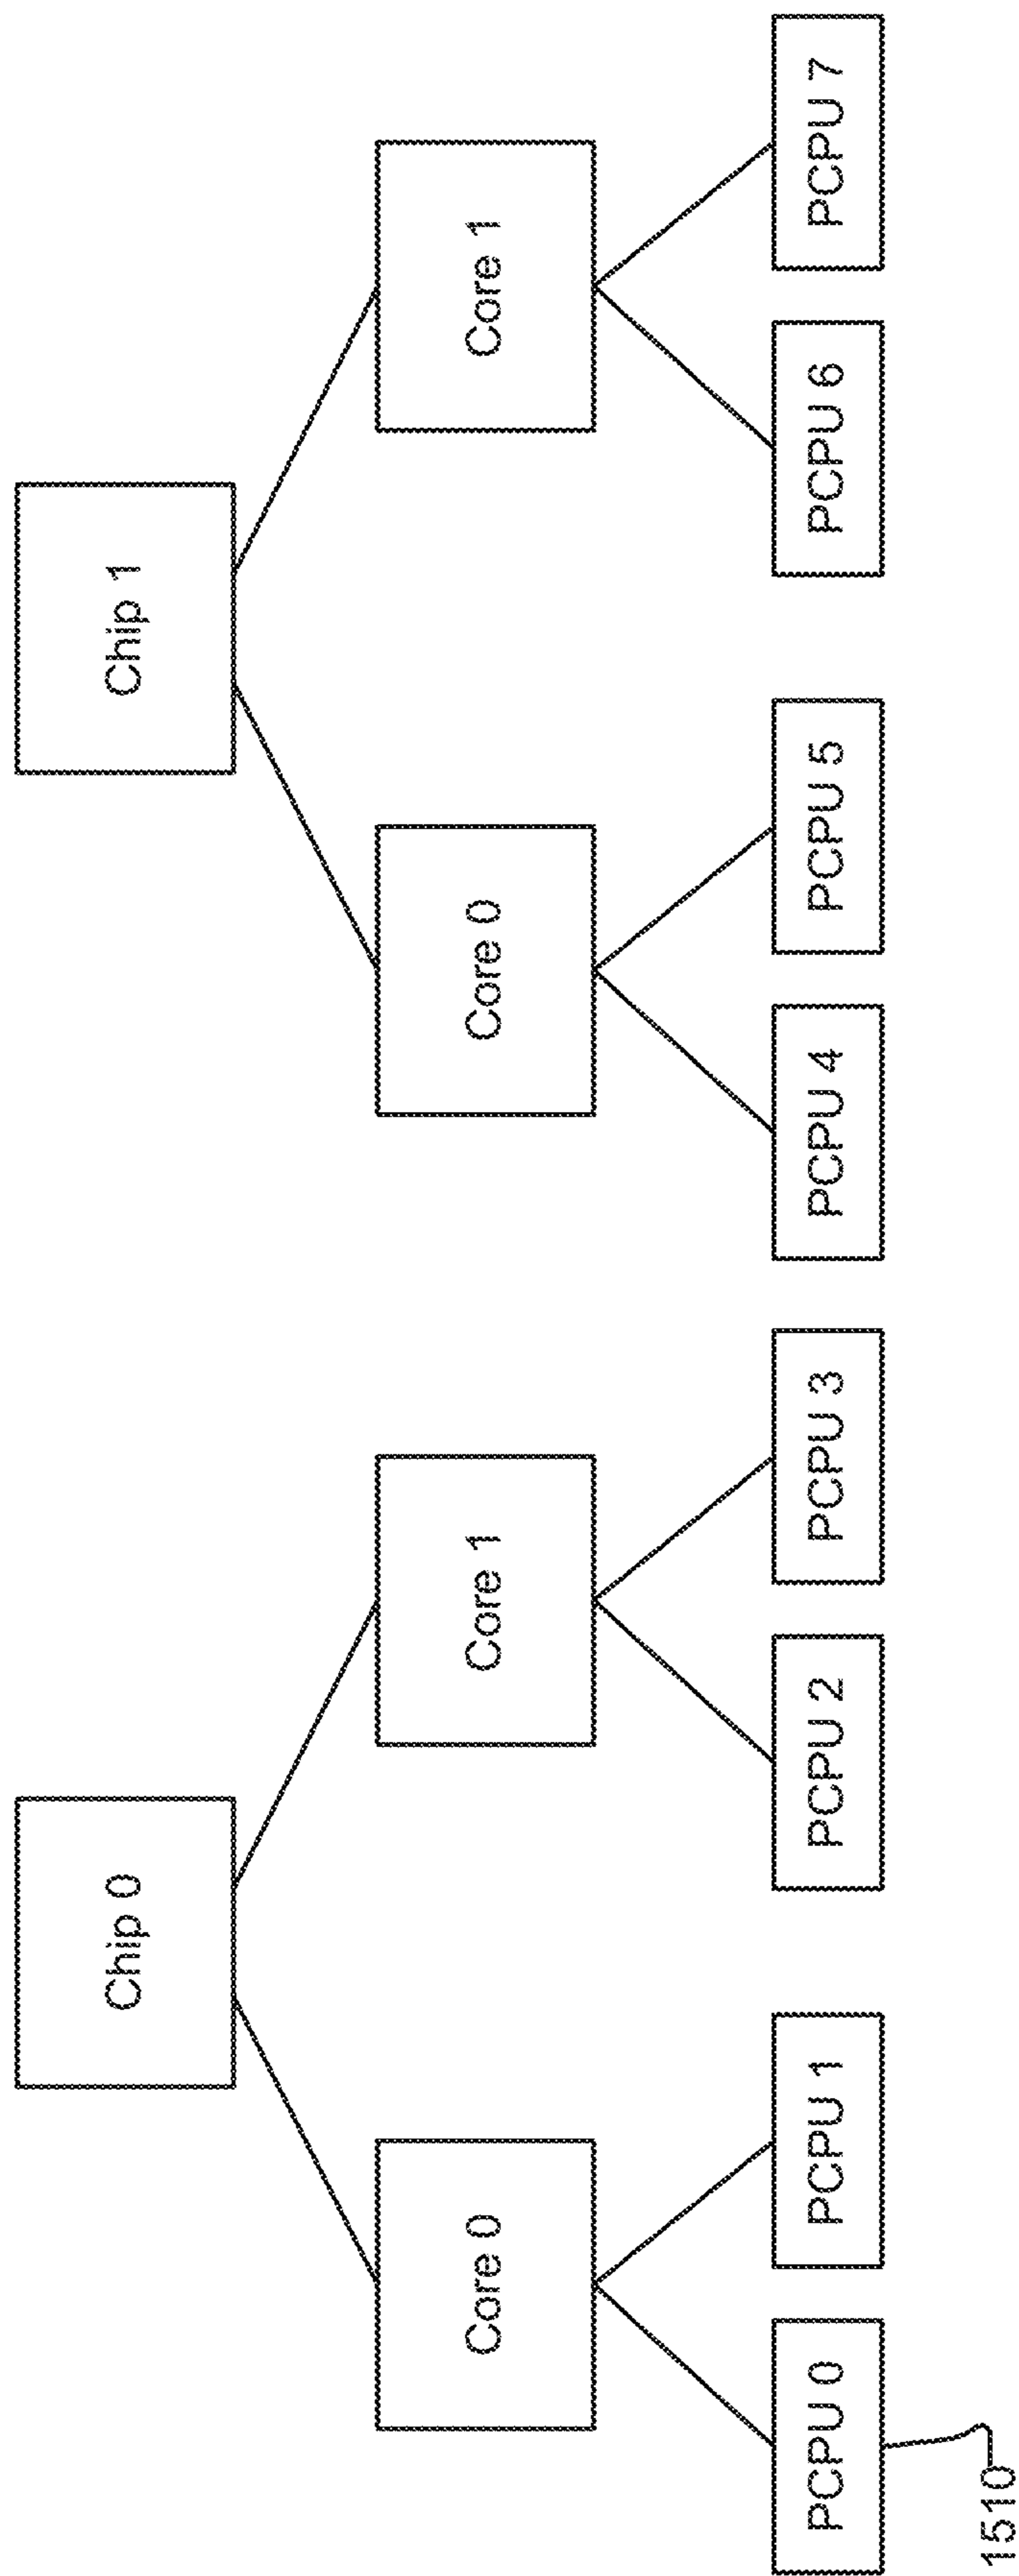 Chip 0
Chip 1
Core 0
Core 1
Core 0
Core 1
PCPU 0
PCPU 1
PCPU 2
PCPU 3
PCPU 4
PCPU 5
PCPU 6
PCPU 7
1510